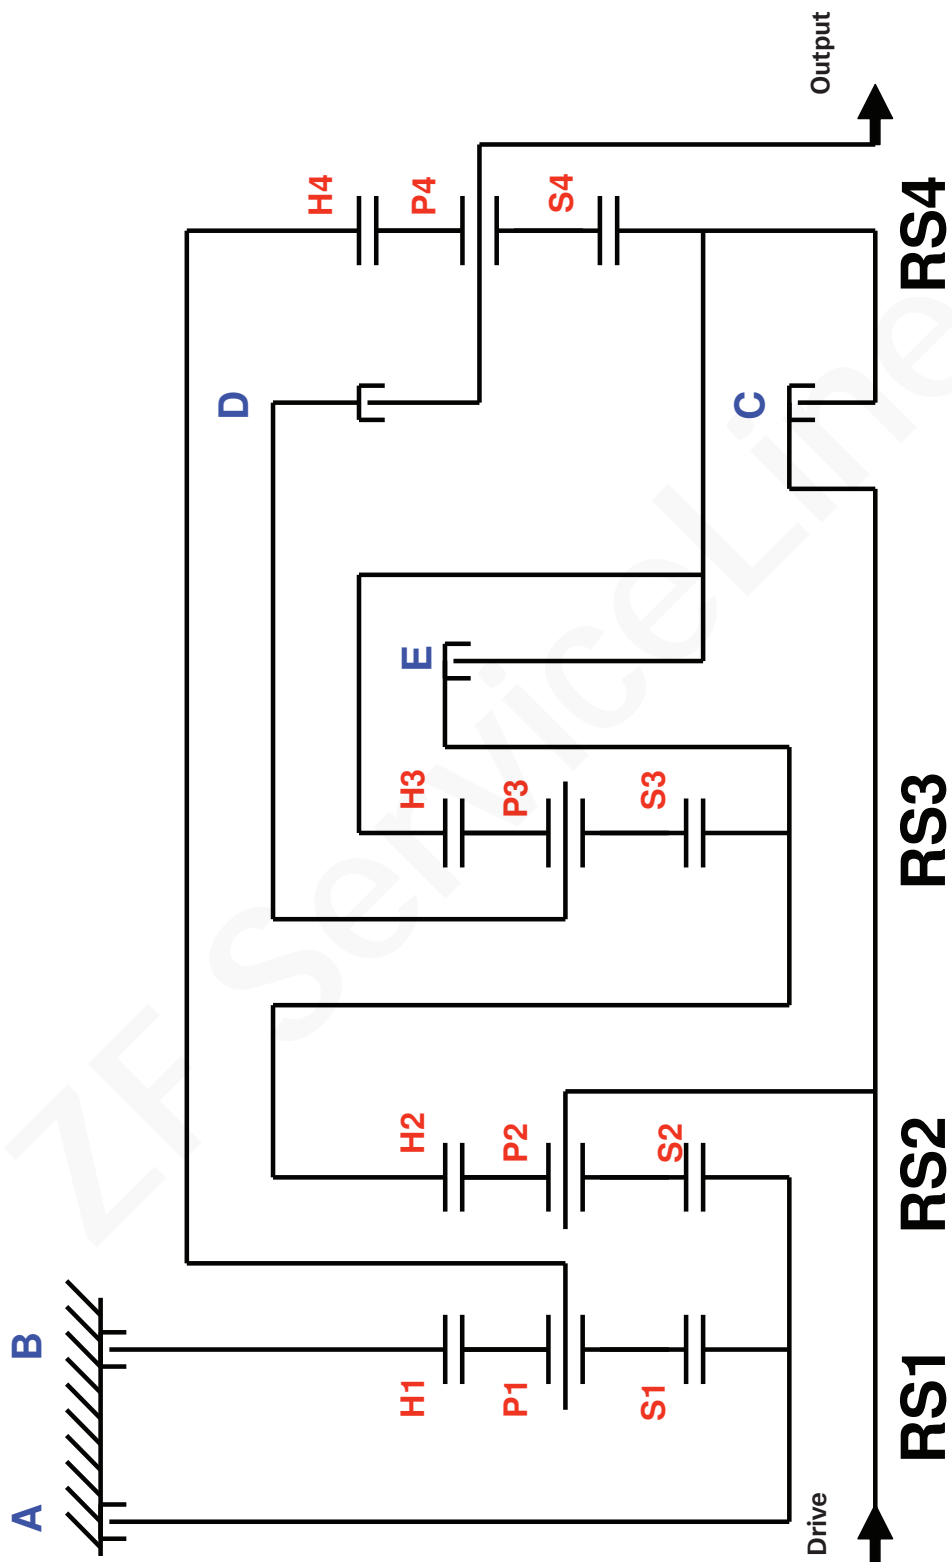 A
B
D
E
C
H1
P1
S1
H2
P2
S2
H3
P3
S3
H4
P4
S4
Drive
Output
RS1
RS2
RS3
RS4
ZF ServiceLine